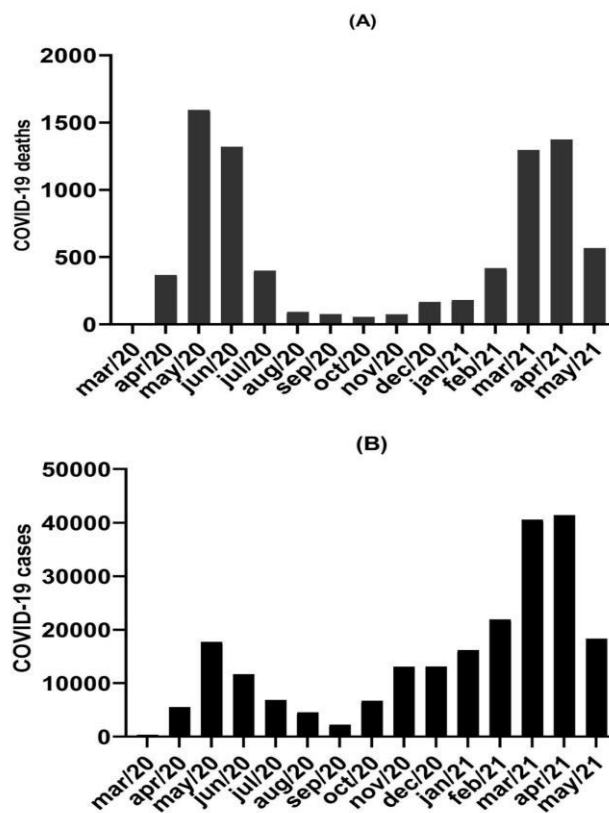 (A)
COVID-19 deaths
2000
1500
1000
500
0
mar/20 apr/20 may/20 jun/20 jul/20 aug/20 sep/20 oct/20 nov/20 dec/20 jan/21 feb/21 mar/21 apr/21 may/21
(B)
COVID-19 cases
50000
40000
30000
20000
10000
0
mar/20 apr/20 may/20 jun/20 jul/20 aug/20 sep/20 oct/20 nov/20 dec/20 jan/21 feb/21 mar/21 apr/21 may/21